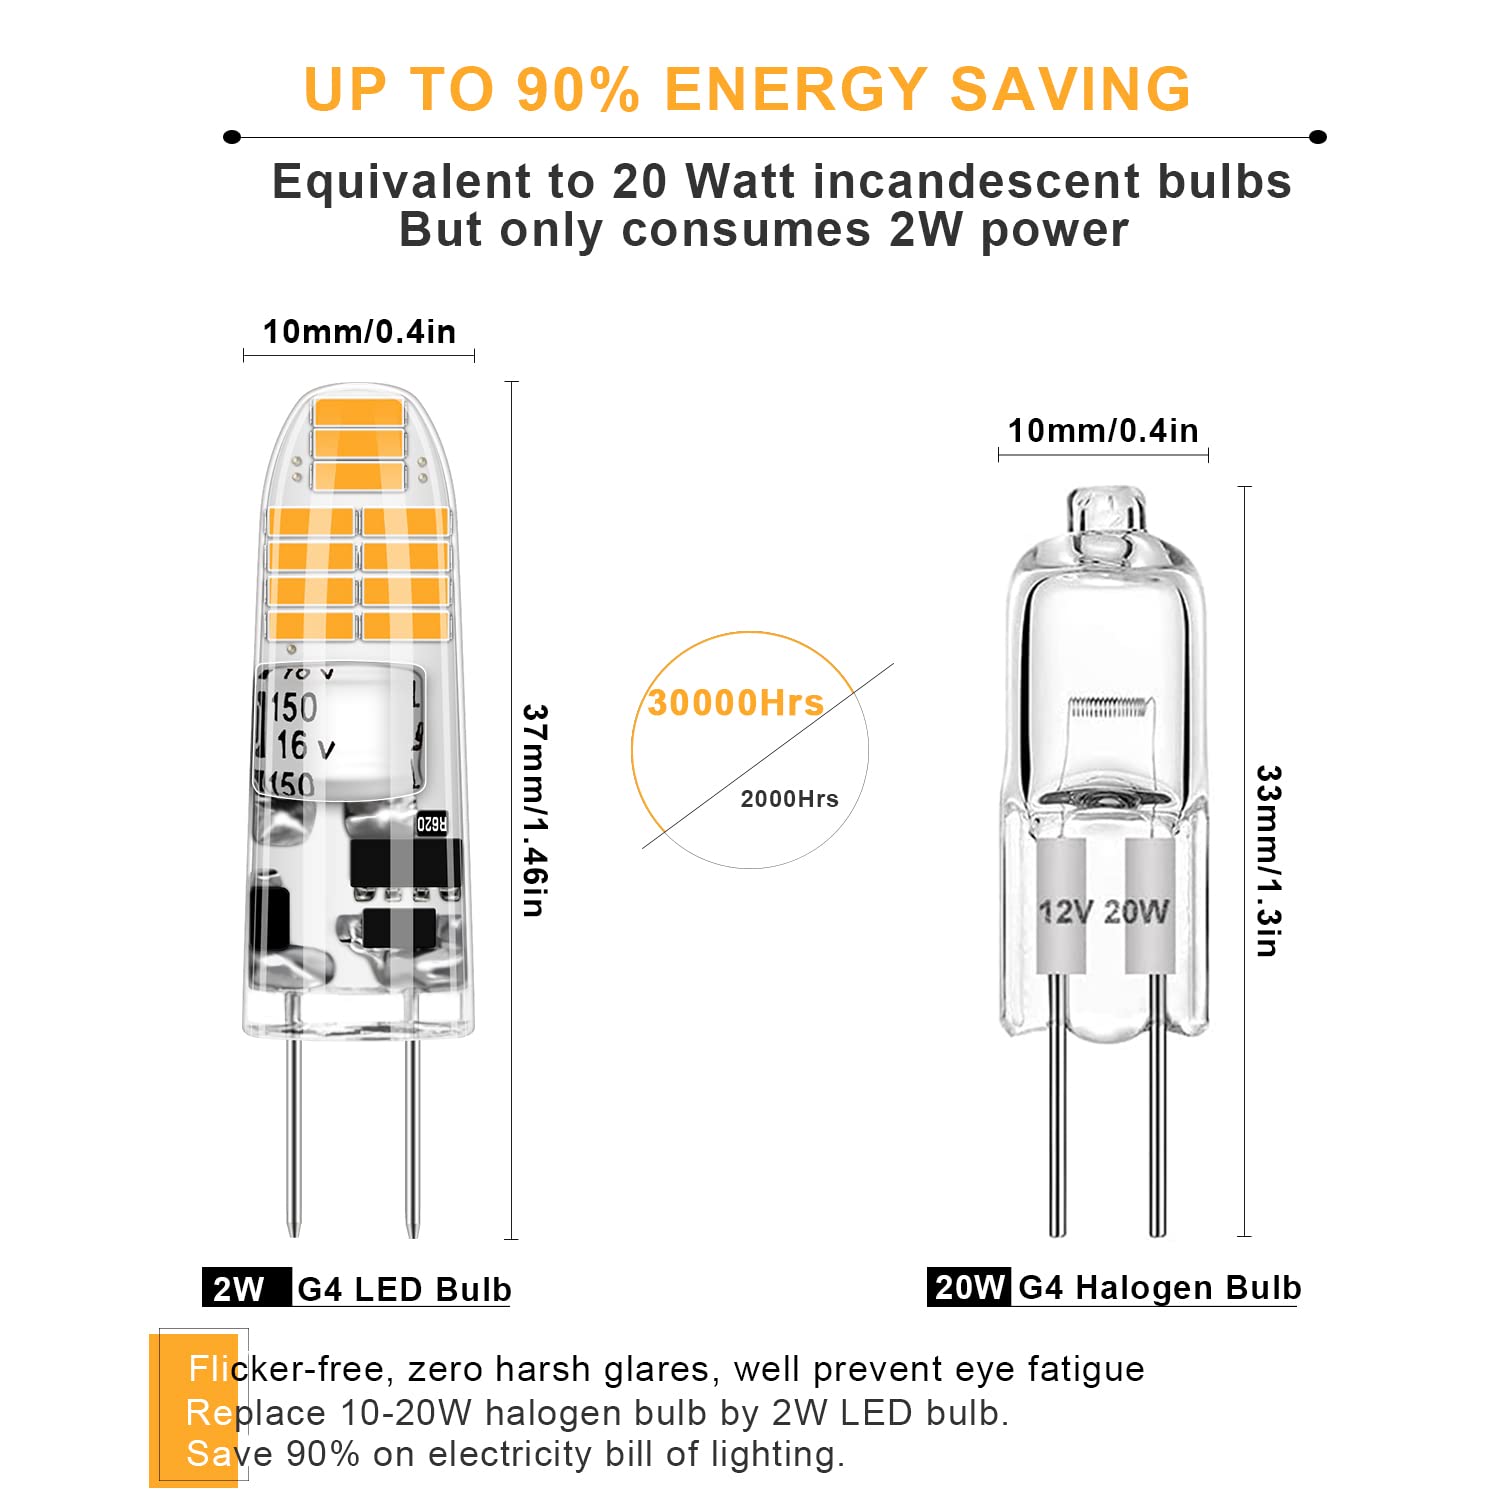 UP TO 90% ENERGY SAVING
Equivalent to 20 Watt incandescent bulbs
But only consumes 2W power
10mm/0.4in
37mm/1.46in
150
16 V
150
R620
30000Hrs
2000Hrs
10mm/0.4in
33mm/1.3in
12V 20W
2W G4 LED Bulb
20W G4 Halogen Bulb
Flicker-free, zero harsh glares, well prevent eye fatigue
Replace 10-20W halogen bulb by 2W LED bulb.
Save 90% on electricity bill of lighting.